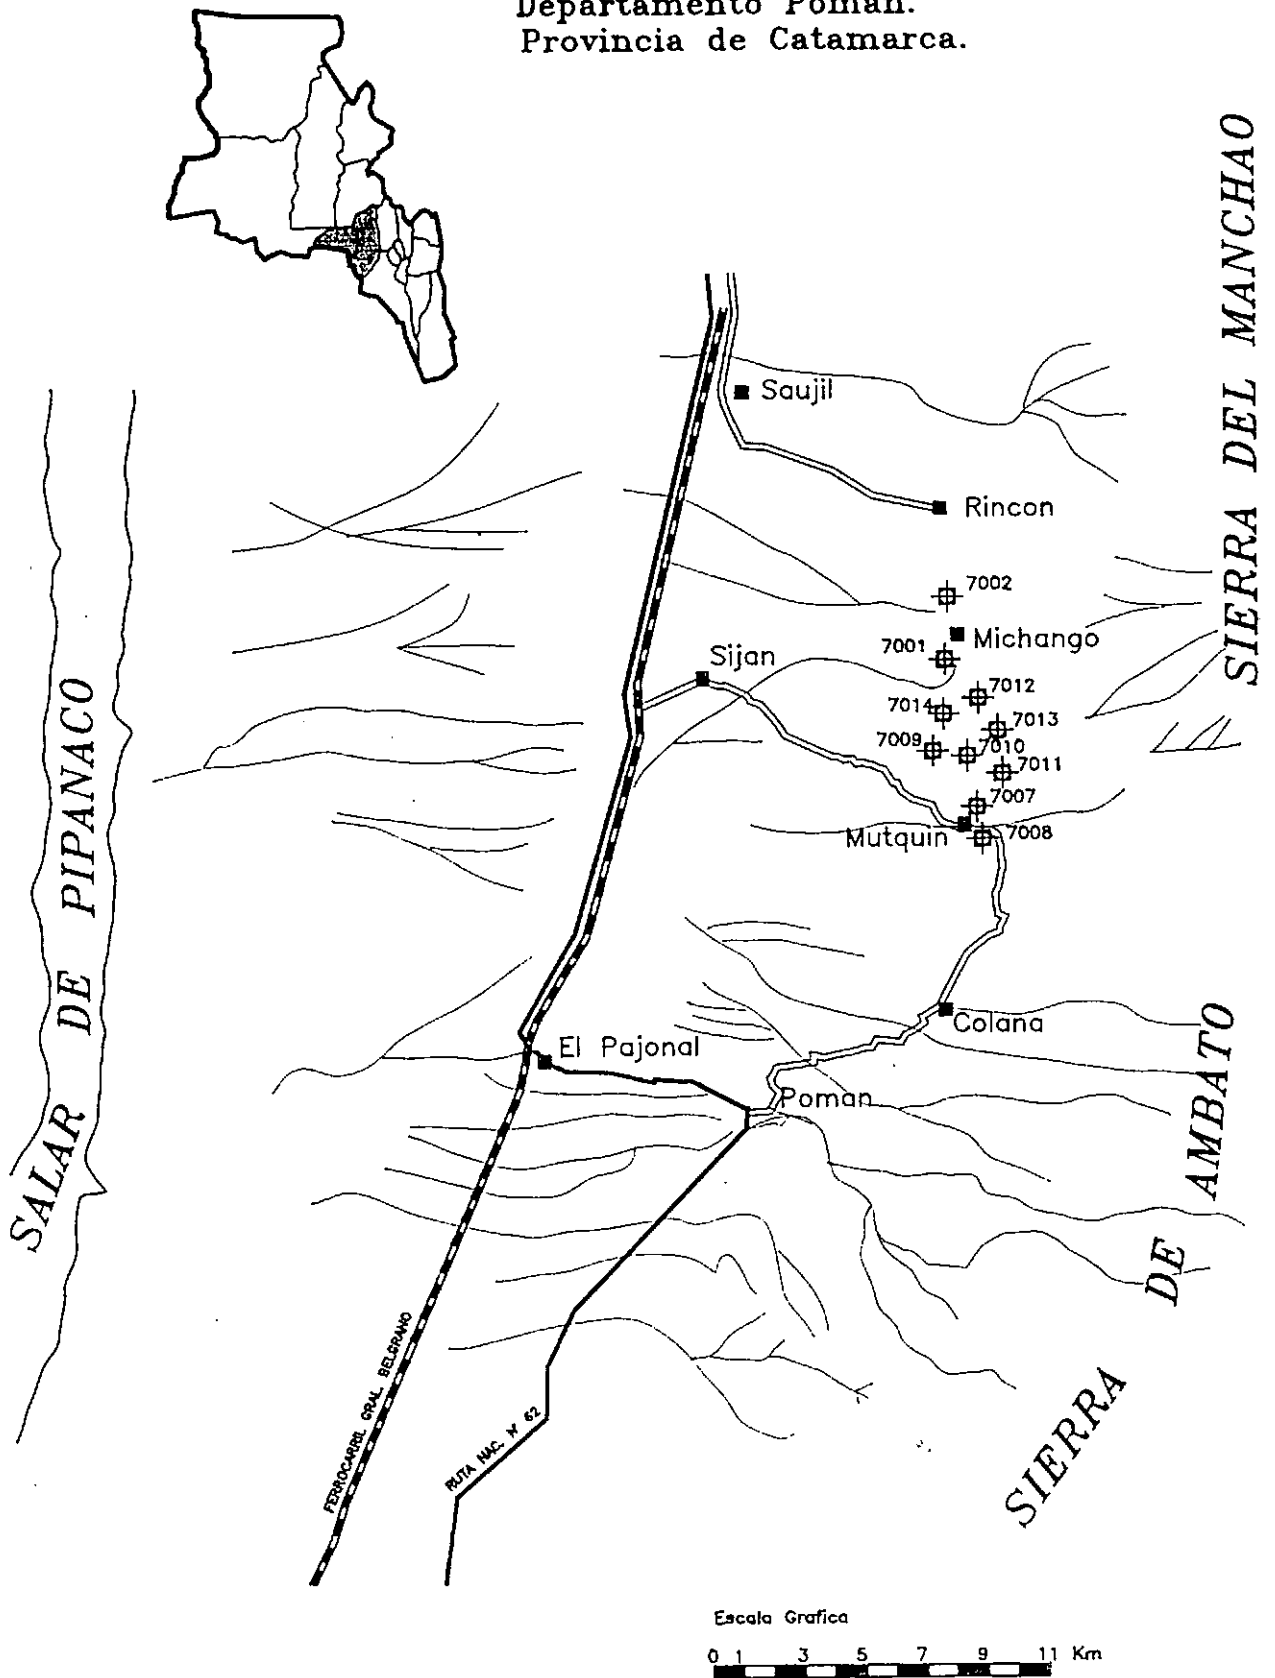 Departamento Poman.
Provincia de Catamarca.
SIERRA DEL MANCHAO
Saujil
Rincon
7002
Michango
7001
Sijan
7012
7014
7013
7009
7010
7011
7007
Mutquin
7008
SALAR DE PIPANACO
Colana
El Pajonal
Poman
SIERRA DE AMBATO
FERROCARRIL GRAL. BELGRANO
RUTA NAC. Nº 62
Escala Grafica
0 1 3 5 7 9 11 Km